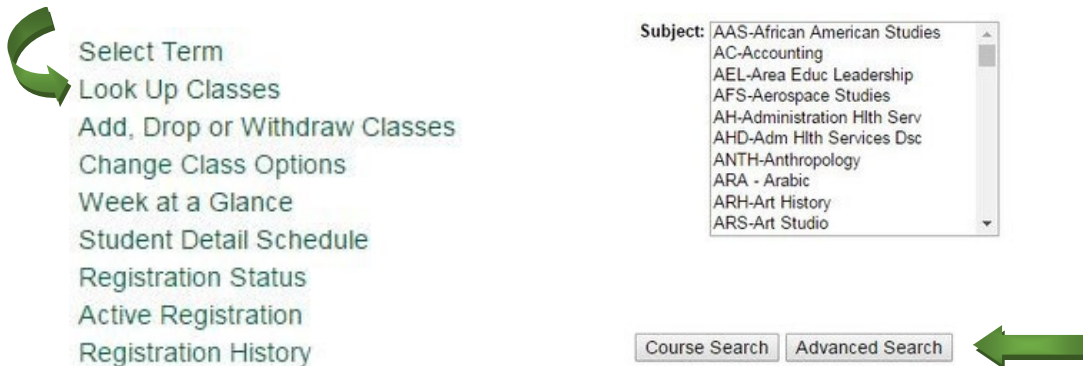 Select Term
Look Up Classes
Add, Drop or Withdraw Classes
Change Class Options
Week at a Glance
Student Detail Schedule
Registration Status
Active Registration
Registration History
Subject:
AAS-African American Studies
AC-Accounting
AEL-Area Educ Leadership
AFS-Aerospace Studies
AH-Administration Hlth Serv
AHD-Adm Hlth Services Dsc
ANTH-Anthropology
ARA - Arabic
ARH-Art History
ARS-Art Studio
Course Search
Advanced Search